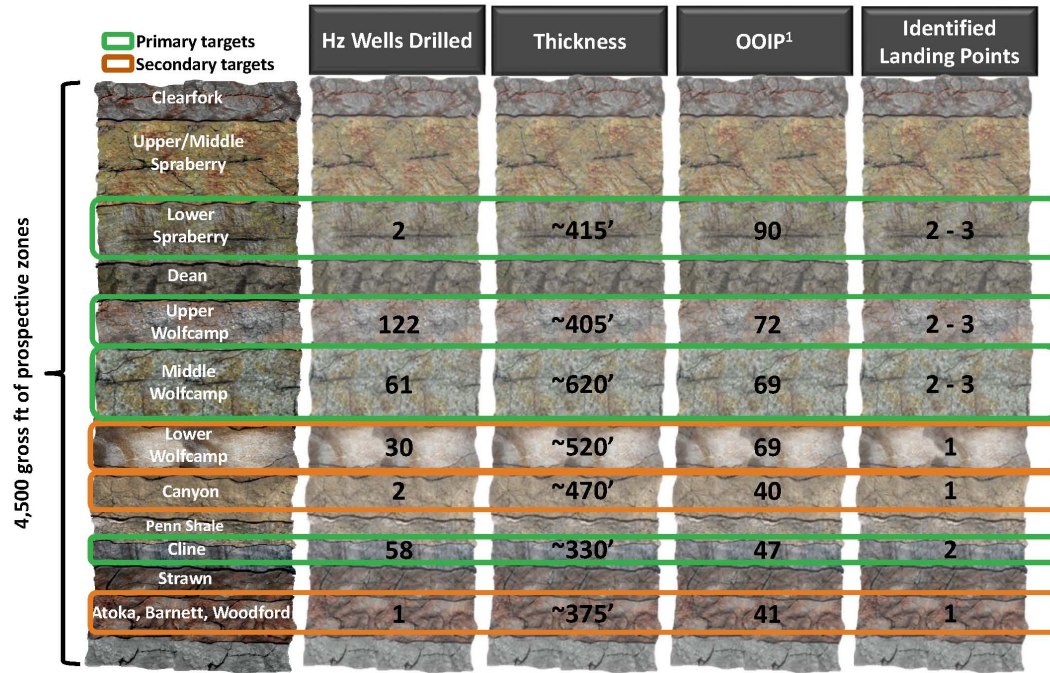 Primary targets
Secondary targets
Hz Wells Drilled
Thickness
OOIP1
Identified
Landing Points
4,500 gross ft of prospective zones
Clearfork
Upper/Middle
Spraberry
Lower
Spraberry
2
~415’
90
2 - 3
Dean
Upper
Wolfcamp
122
~405’
72
2 - 3
Middle
Wolfcamp
61
~620’
69
2 - 3
Lower
Wolfcamp
30
~520’
69
1
Canyon
2
~470’
40
1
Penn Shale
Cline
58
~330’
47
2
Strawn
Atoka, Barnett, Woodford
1
~375’
41
1